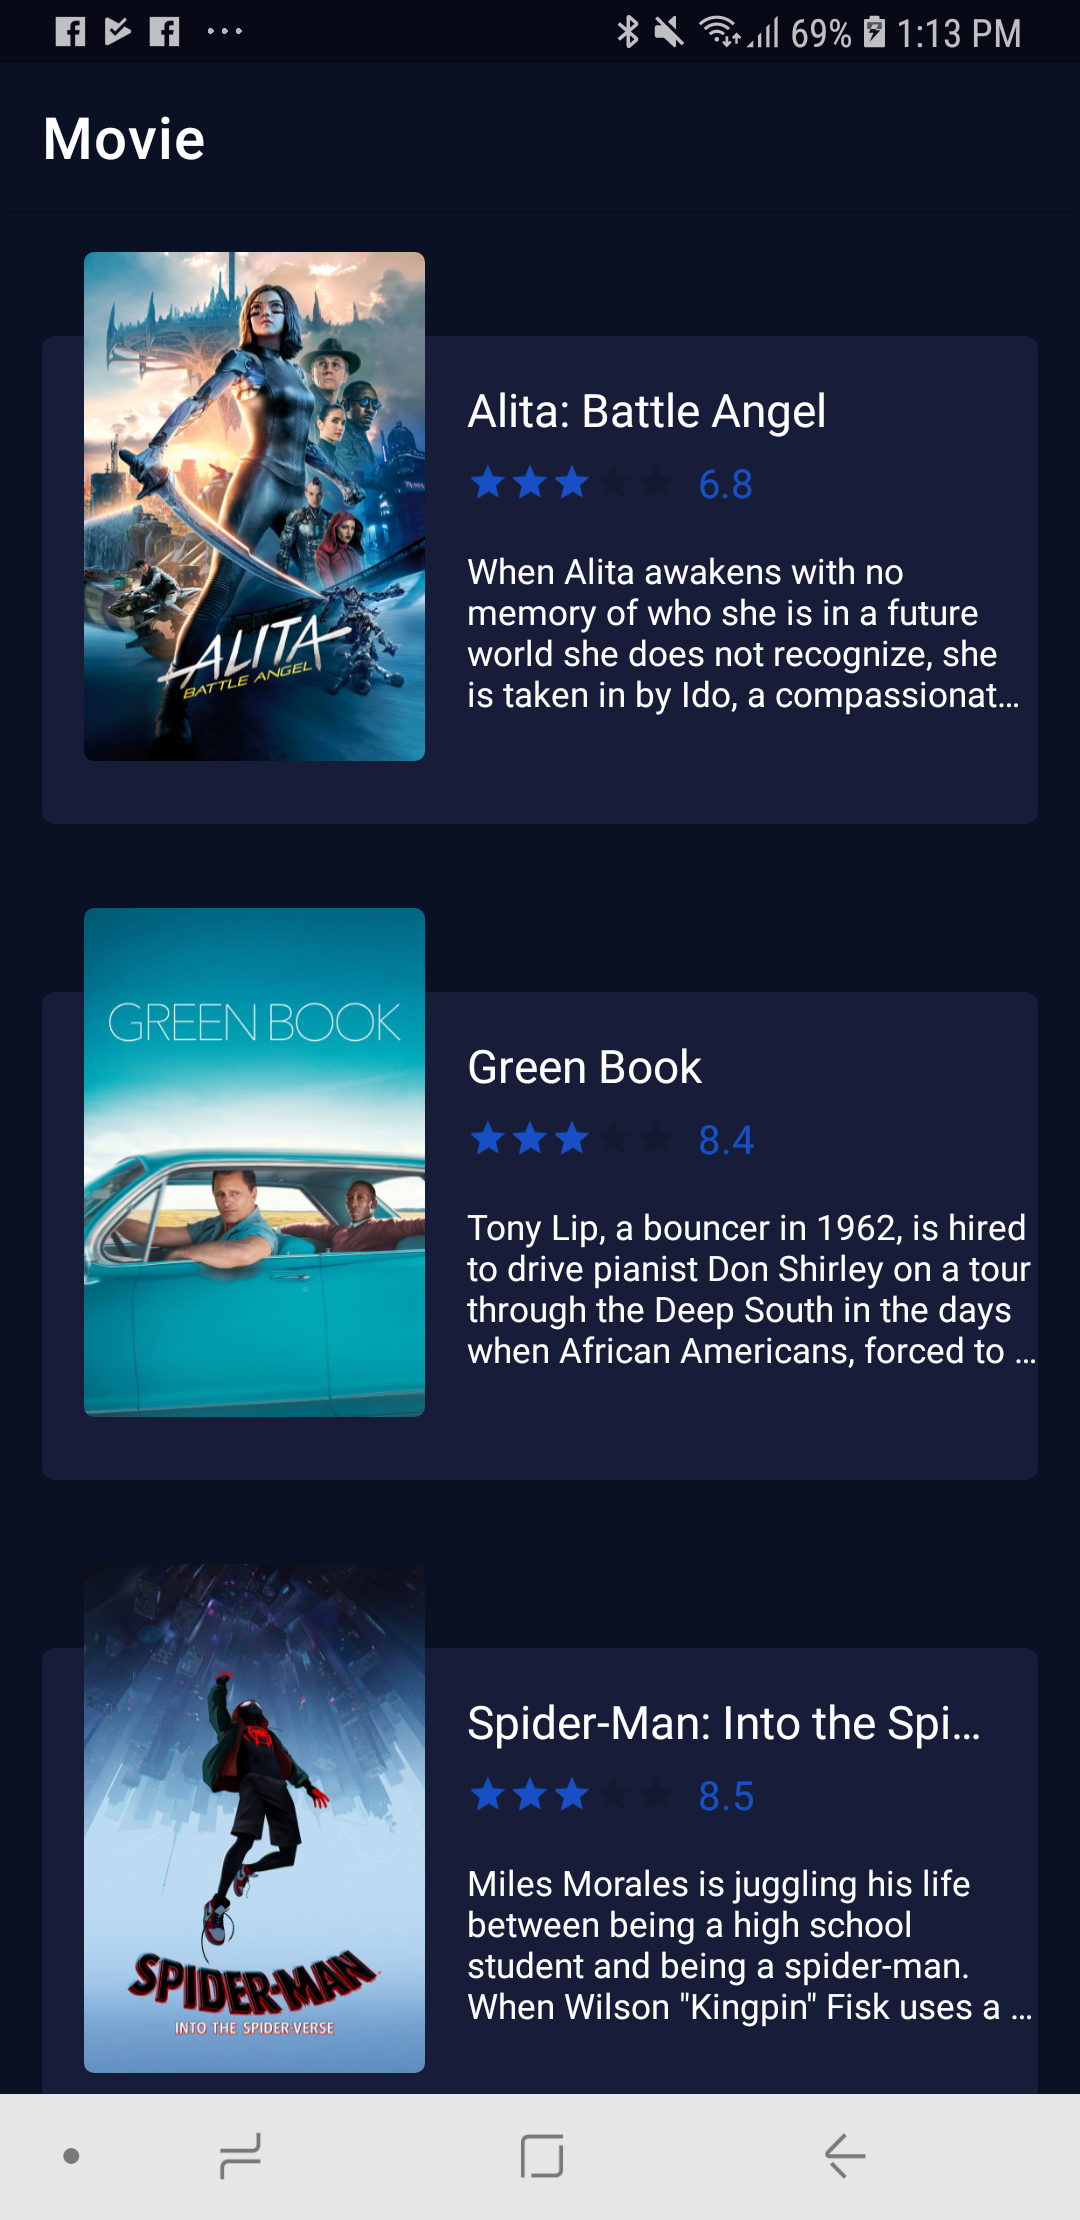 69% 1:13 PM
Movie
ALITA
BATTLE ANGEL
Alita: Battle Angel
6.8
When Alita awakens with no
memory of who she is in a future
world she does not recognize, she
is taken in by Ido, a compassionat...
GREEN BOOK
Green Book
8.4
Tony Lip, a bouncer in 1962, is hired
to drive pianist Don Shirley on a tour
through the Deep South in the days
when African Americans, forced to ...
SPIDER-MAN
INTO THE SPIDER-VERSE
Spider-Man: Into the Spi...
8.5
Miles Morales is juggling his life
between being a high school
student and being a spider-man.
When Wilson "Kingpin" Fisk uses a ...